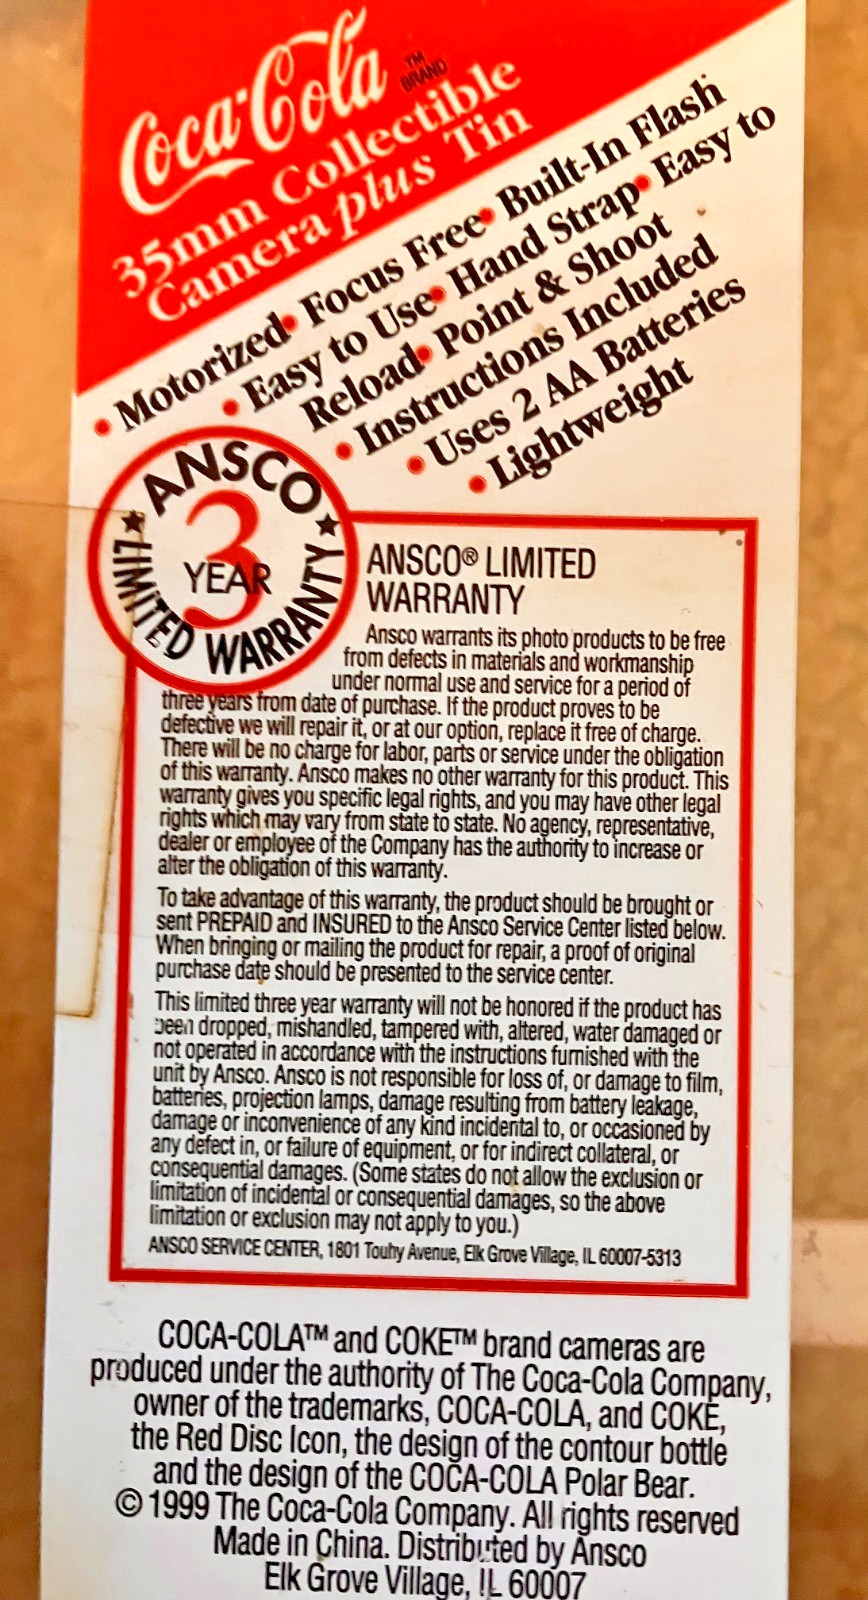 Coca-Cola
TM
BRAND
35mm Collectible
Camera plus Tin
• Motorized • Focus Free • Built-In Flash
• Easy to Use • Hand Strap • Easy to
Reload • Point & Shoot
• Instructions Included
• Uses 2 AA Batteries
• Lightweight
ANSCO
3
YEAR
★ LIMITED WARRANTY ★
ANSCO® LIMITED
WARRANTY
Ansco warrants its photo products to be free
from defects in materials and workmanship
under normal use and service for a period of
three years from date of purchase. If the product proves to be
defective we will repair it, or at our option, replace it free of charge.
There will be no charge for labor, parts or service under the obligation
of this warranty. Ansco makes no other warranty for this product. This
warranty gives you specific legal rights, and you may have other legal
rights which may vary from state to state. No agency, representative,
dealer or employee of the Company has the authority to increase or
alter the obligation of this warranty.
To take advantage of this warranty, the product should be brought or
sent PREPAID and INSURED to the Ansco Service Center listed below.
When bringing or mailing the product for repair, a proof of original
purchase date should be presented to the service center.
This limited three year warranty will not be honored if the product has
been dropped, mishandled, tampered with, altered, water damaged or
not operated in accordance with the instructions furnished with the
unit by Ansco. Ansco is not responsible for loss of, or damage to film,
batteries, projection lamps, damage resulting from battery leakage,
damage or inconvenience of any kind incidental to, or occasioned by
any defect in, or failure of equipment, or for indirect collateral, or
consequential damages. (Some states do not allow the exclusion or
limitation of incidental or consequential damages, so the above
limitation or exclusion may not apply to you.)
ANSCO SERVICE CENTER, 1801 Touhy Avenue, Elk Grove Village, IL 60007-5313
COCA-COLA™ and COKE™ brand cameras are
produced under the authority of The Coca-Cola Company,
owner of the trademarks, COCA-COLA, and COKE,
the Red Disc Icon, the design of the contour bottle
and the design of the COCA-COLA Polar Bear.
© 1999 The Coca-Cola Company. All rights reserved
Made in China. Distributed by Ansco
Elk Grove Village, IL 60007